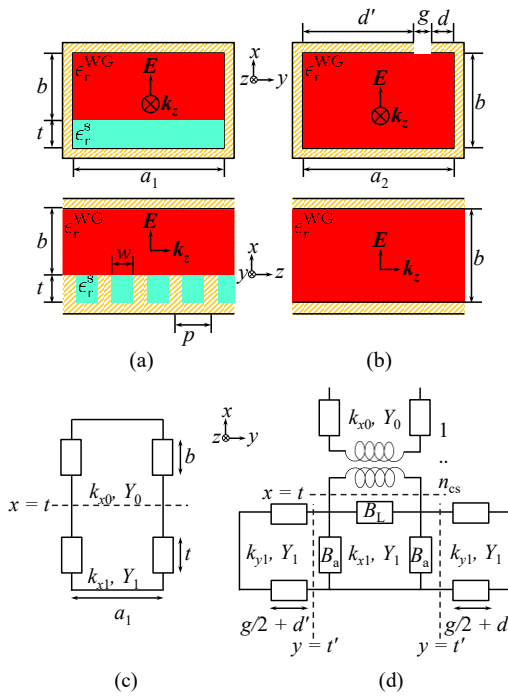 d′ g d
ϵ_r^WG E k_z b
ϵ_r^s t
a_1
x z y
ϵ_r^WG E k_z b
a_2
ϵ_r^WG E k_z b
w
ϵ_r^s t
p
x y z
ϵ_r^WG E k_z b
(a) (b)
x z y
k_x0, Y_0 b
x = t
k_x1, Y_1 t
a_1
k_x0, Y_0 1
¨
n_cs
x = t
B_L
k_y1, Y_1 B_a k_x1, Y_1 B_a k_y1, Y_1
g/2 + d′ g/2 + d
y = t′ y = t′
(c) (d)